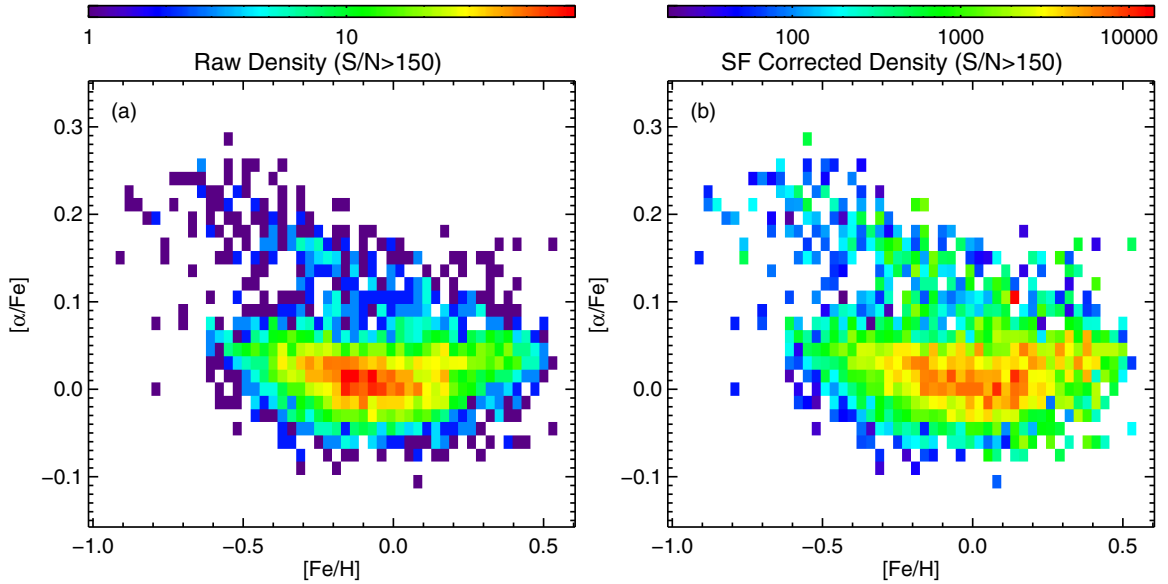 1 10
Raw Density (S/N>150)
(a)
[α/Fe]
0.3
0.2
0.1
0.0
−0.1
−1.0 −0.5 0.0 0.5
[Fe/H]
100 1000 10000
SF Corrected Density (S/N>150)
(b)
[α/Fe]
0.3
0.2
0.1
0.0
−0.1
−1.0 −0.5 0.0 0.5
[Fe/H]